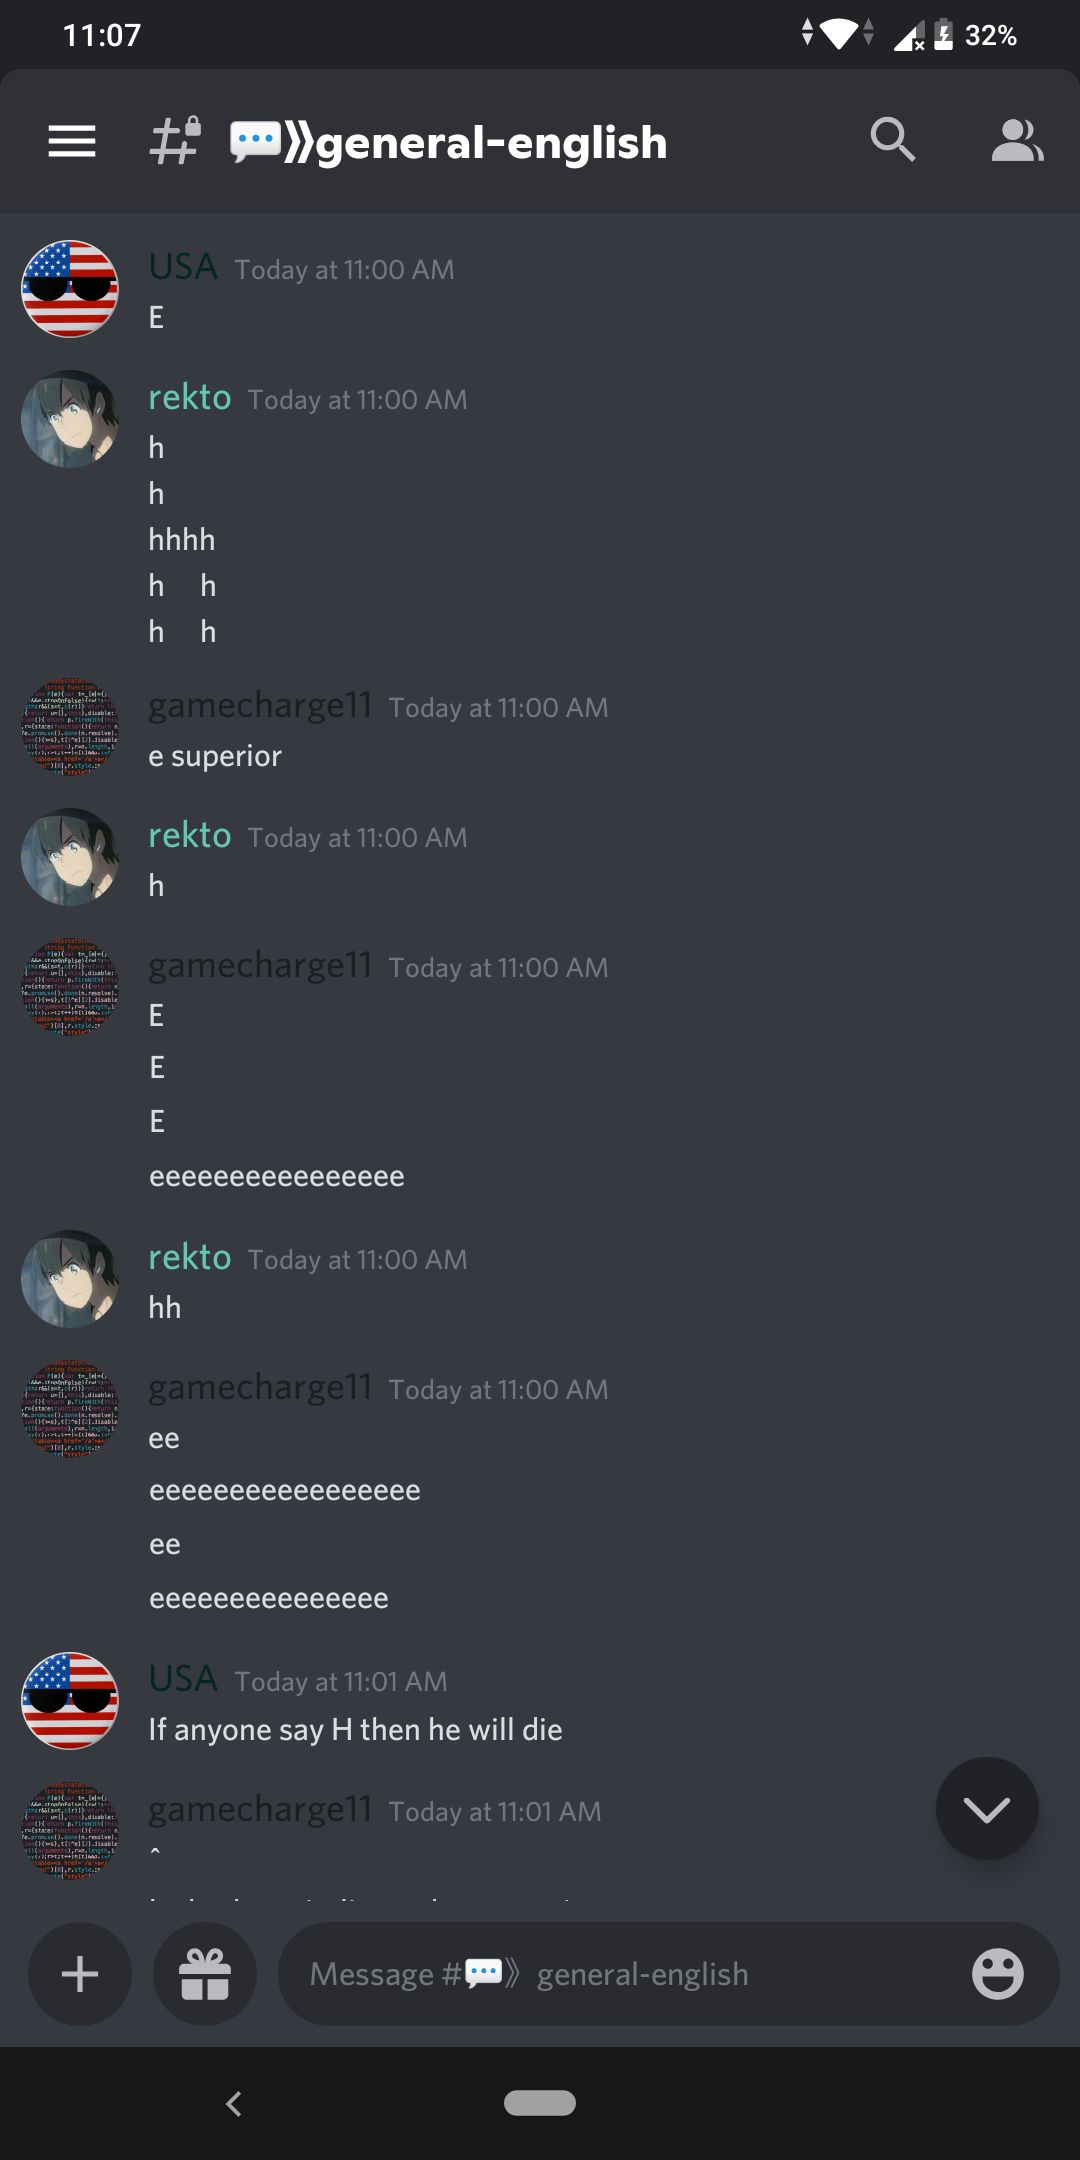 11:07
32%
# 💬》general-english
USA Today at 11:00 AM
E
rekto Today at 11:00 AM
h
h
hhhh
h    h
h    h
gamecharge11 Today at 11:00 AM
e superior
rekto Today at 11:00 AM
h
gamecharge11 Today at 11:00 AM
E
E
E
eeeeeeeeeeeeeeee
rekto Today at 11:00 AM
hh
gamecharge11 Today at 11:00 AM
ee
eeeeeeeeeeeeeeeee
ee
eeeeeeeeeeeeeee
USA Today at 11:01 AM
If anyone say H then he will die
gamecharge11 Today at 11:01 AM
^
Message #💬》 general-english